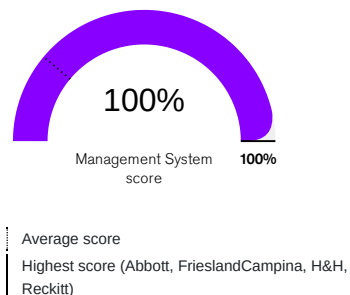 100%
Management System
score
100%
Average score
Highest score (Abbott, FrieslandCampina, H&H,
Reckitt)